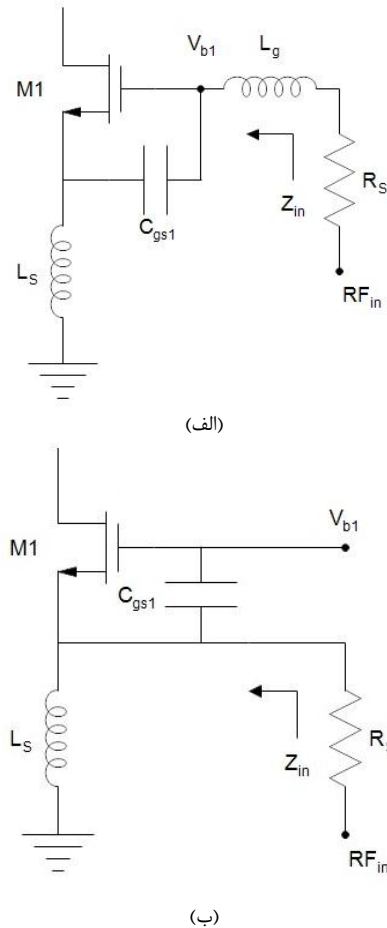 V_b1 L_g
M1
R_S
Z_in
C_gs1
L_S
RF_in
(الف)
V_b1
M1
C_gs1
L_S
Z_in
RF_in
(ب)